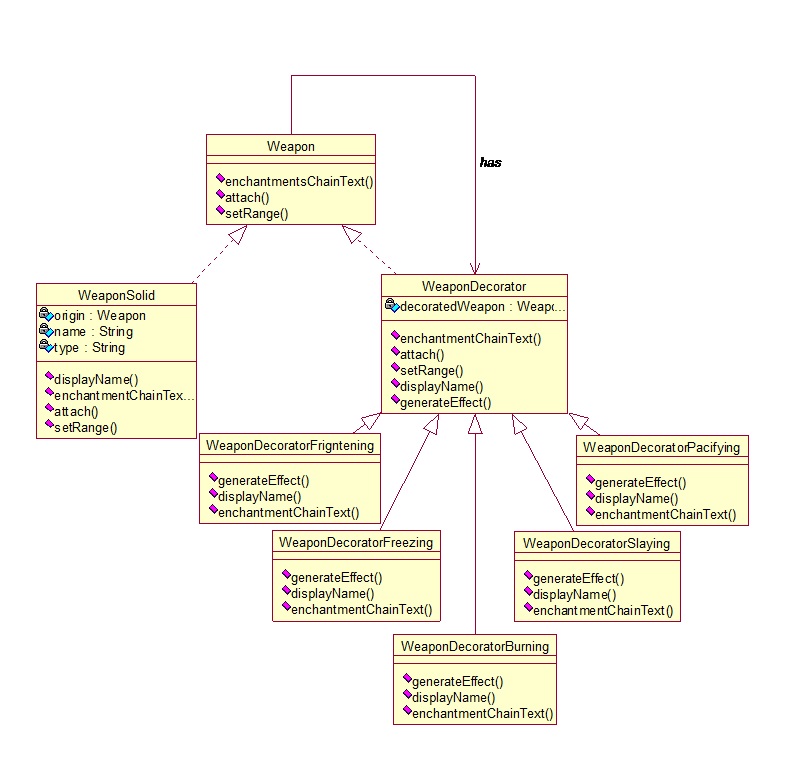 Weapon
enchantmentsChainText()
attach()
setRange()
has
WeaponSolid
origin : Weapon
name : String
type : String
displayName()
enchantmentChainTex...
attach()
setRange()
WeaponDecorator
decoratedWeapon : Weapo...
enchantmentChainText()
attach()
setRange()
displayName()
generateEffect()
WeaponDecoratorFrigntening
generateEffect()
displayName()
enchantmentChainText()
WeaponDecoratorPacifying
generateEffect()
displayName()
enchantmentChainText()
WeaponDecoratorFreezing
generateEffect()
displayName()
enchantmentChainText()
WeaponDecoratorSlaying
generateEffect()
displayName()
enchantmentChainText()
WeaponDecoratorBurning
generateEffect()
displayName()
enchantmentChainText()